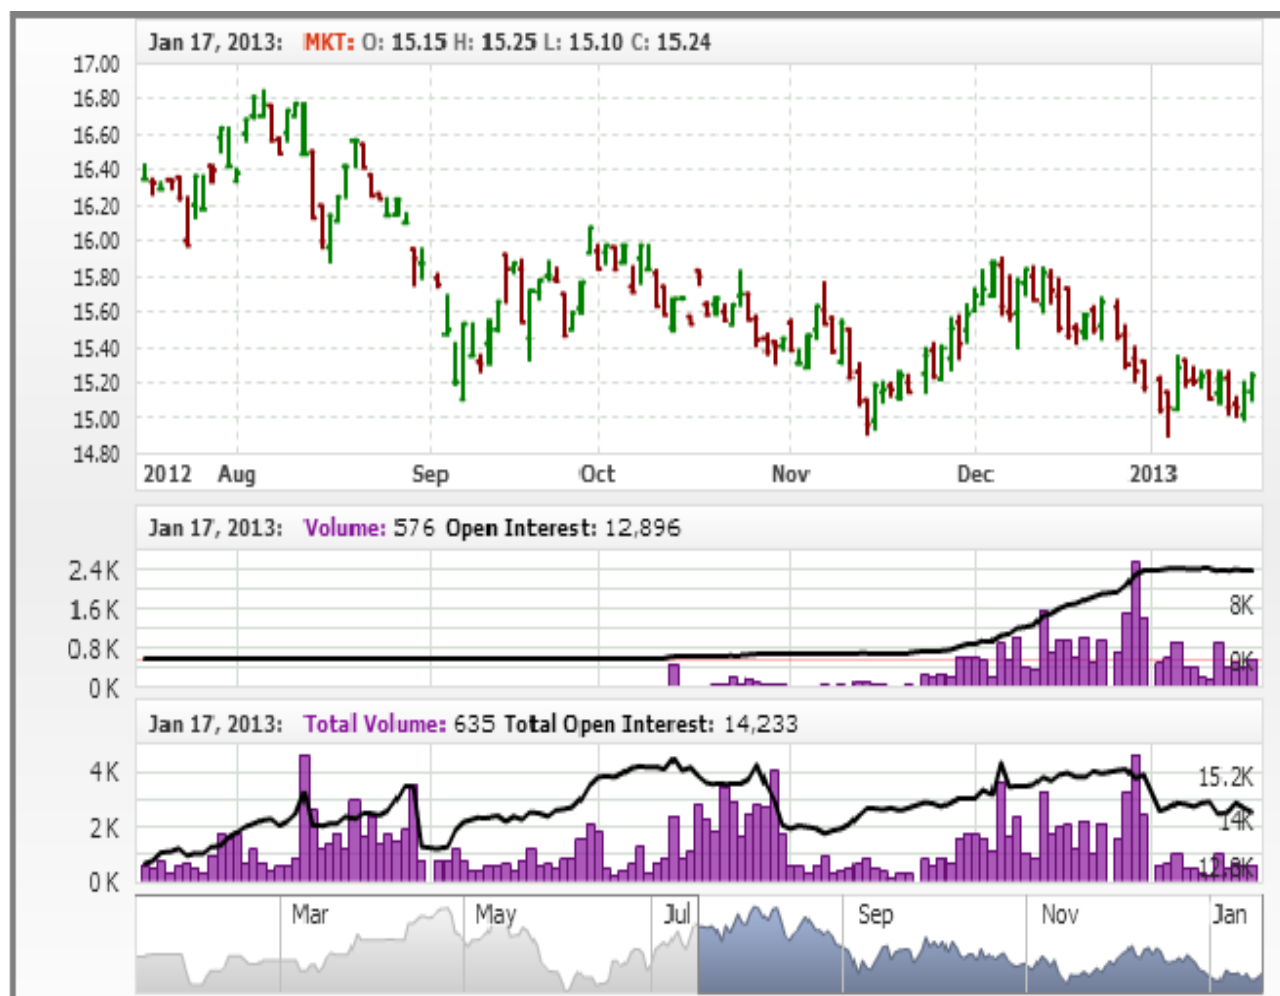 Jan 17, 2013: MKT: O: 15.15 H: 15.25 L: 15.10 C: 15.24
17.00
16.80
16.60
16.40
16.20
16.00
15.80
15.60
15.40
15.20
15.00
14.80
2012 Aug Sep Oct Nov Dec 2013
Jan 17, 2013: Volume: 576 Open Interest: 12,896
2.4K
1.6K
0.8K
0K
8K
0K
Jan 17, 2013: Total Volume: 635 Total Open Interest: 14,233
4K
2K
0K
15.2K
14K
12.8K
Mar May Jul Sep Nov Jan